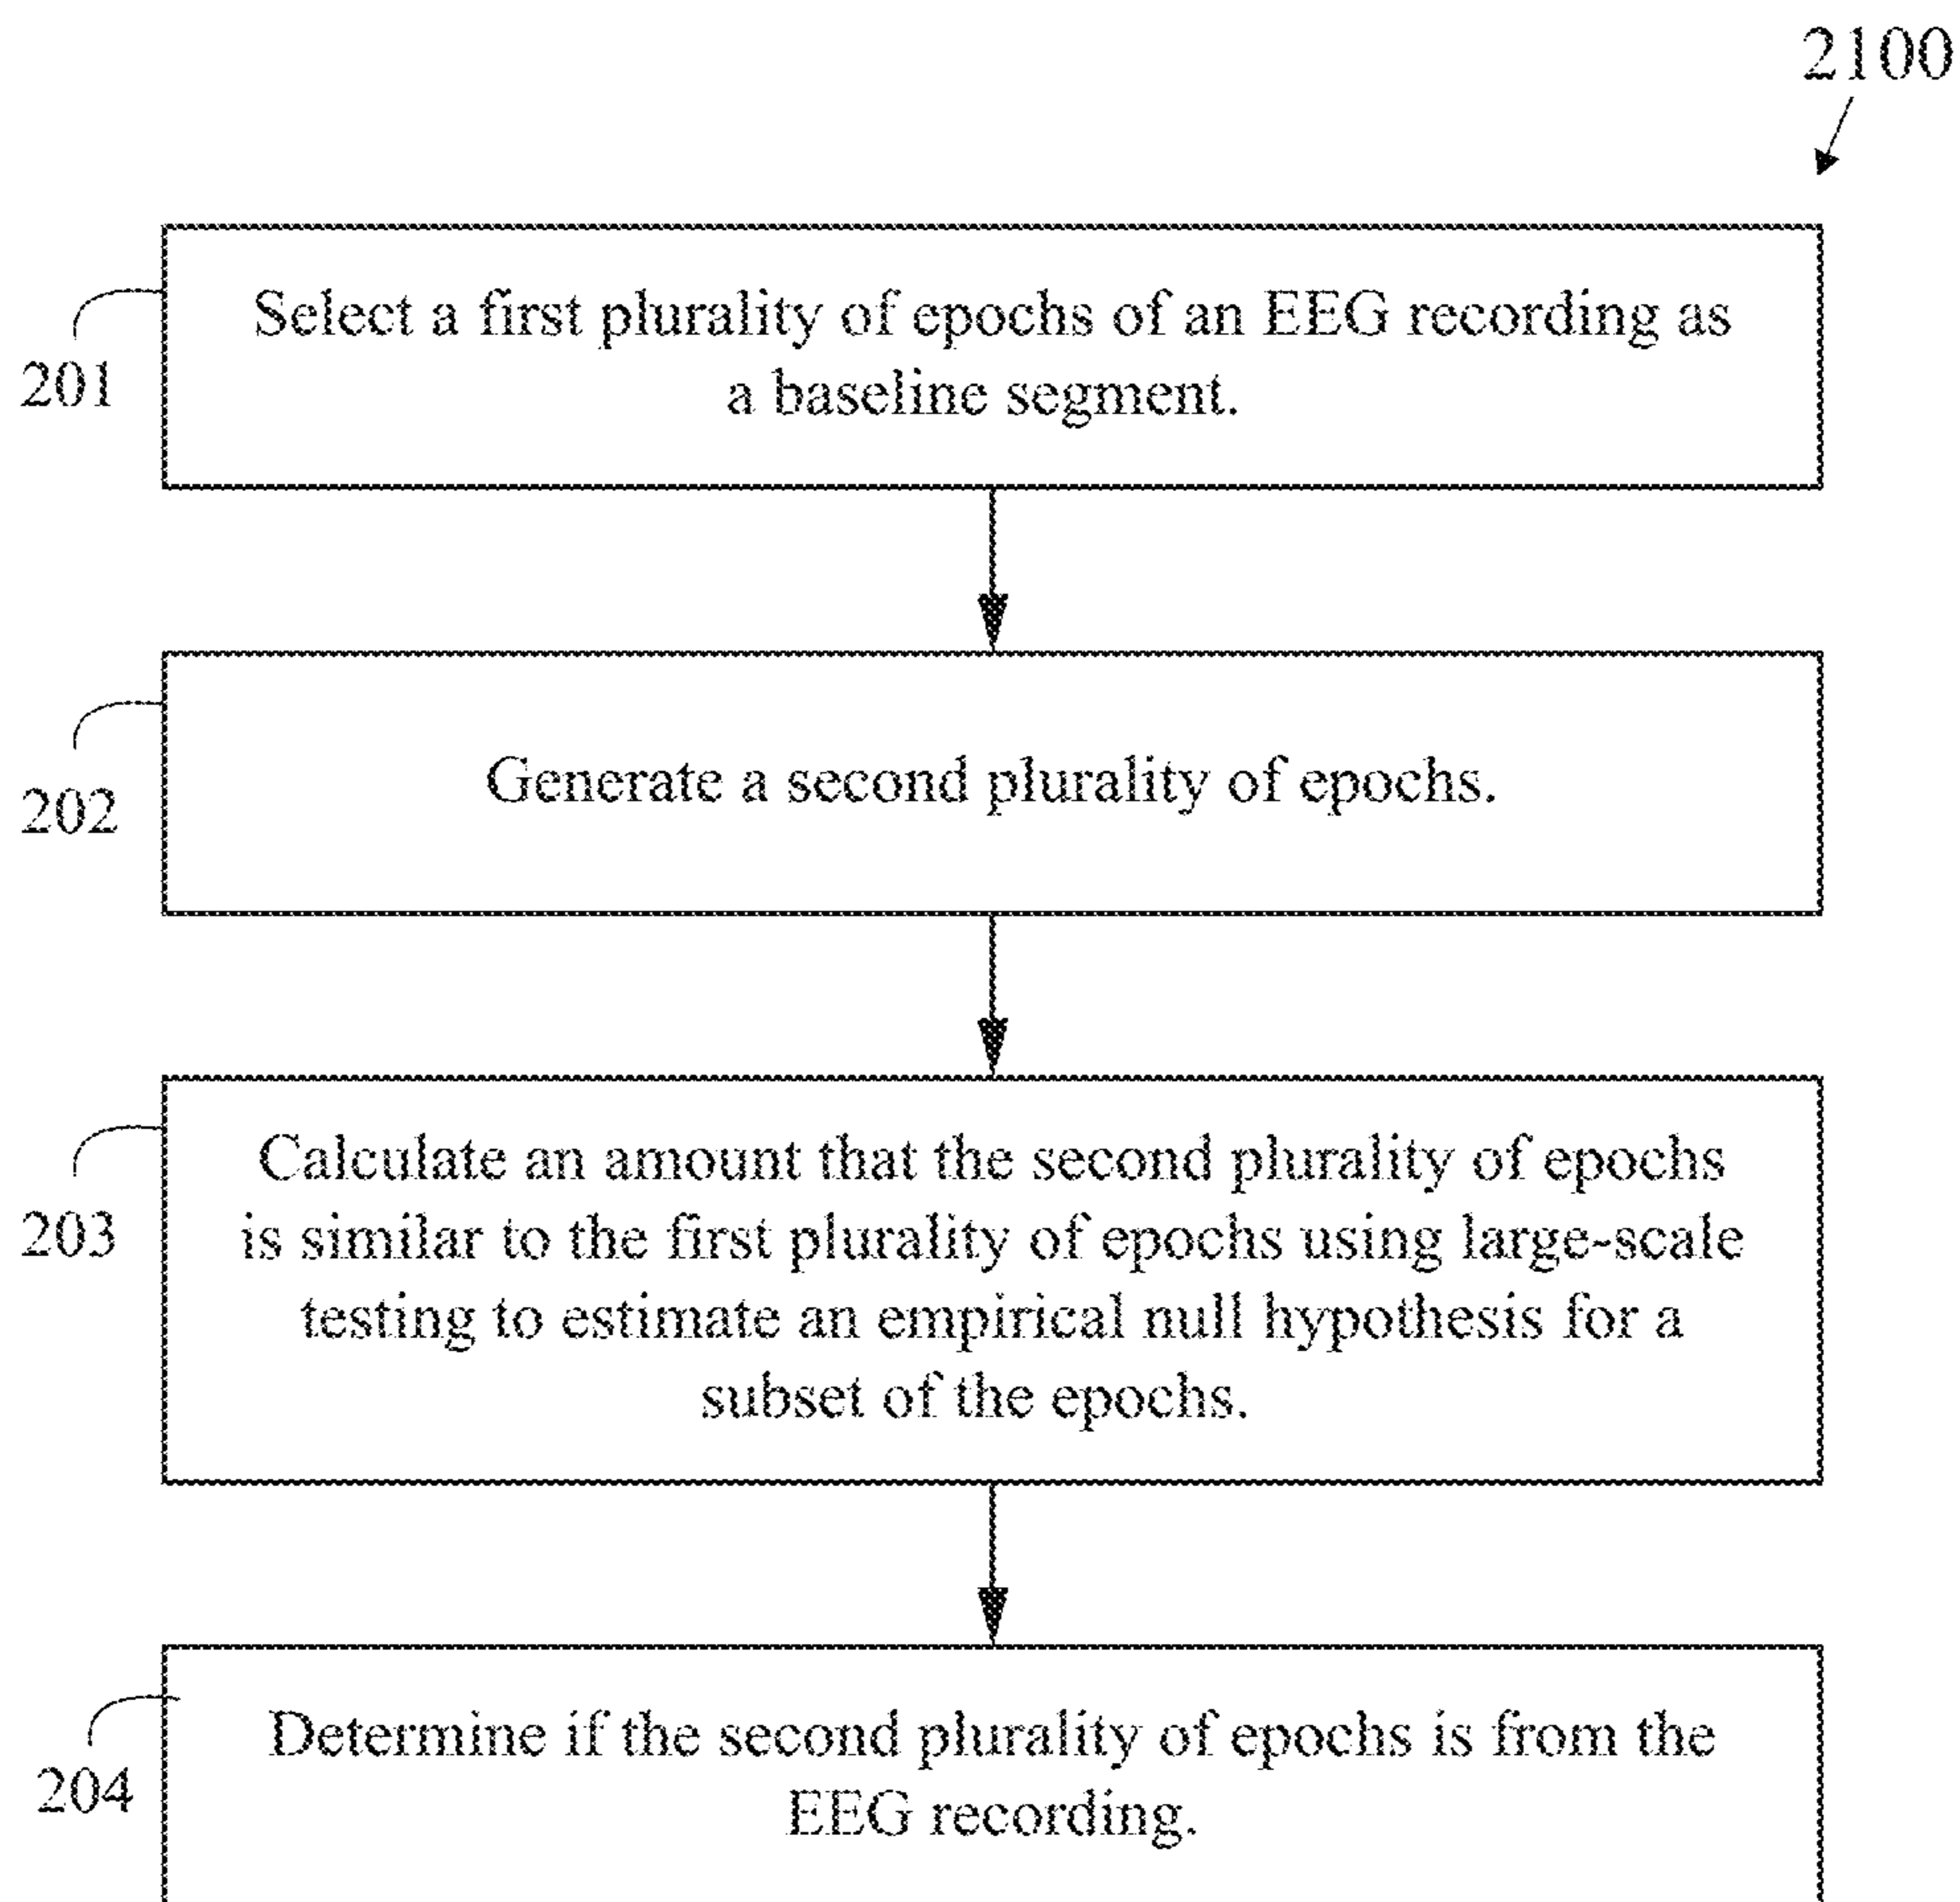 2100
Select a first plurality of epochs of an EEG recording as
a baseline segment.
201
Generate a second plurality of epochs.
202
Calculate an amount that the second plurality of epochs
is similar to the first plurality of epochs using large-scale
testing to estimate an empirical null hypothesis for a
subset of the epochs.
203
Determine if the second plurality of epochs is from the
EEG recording.
204